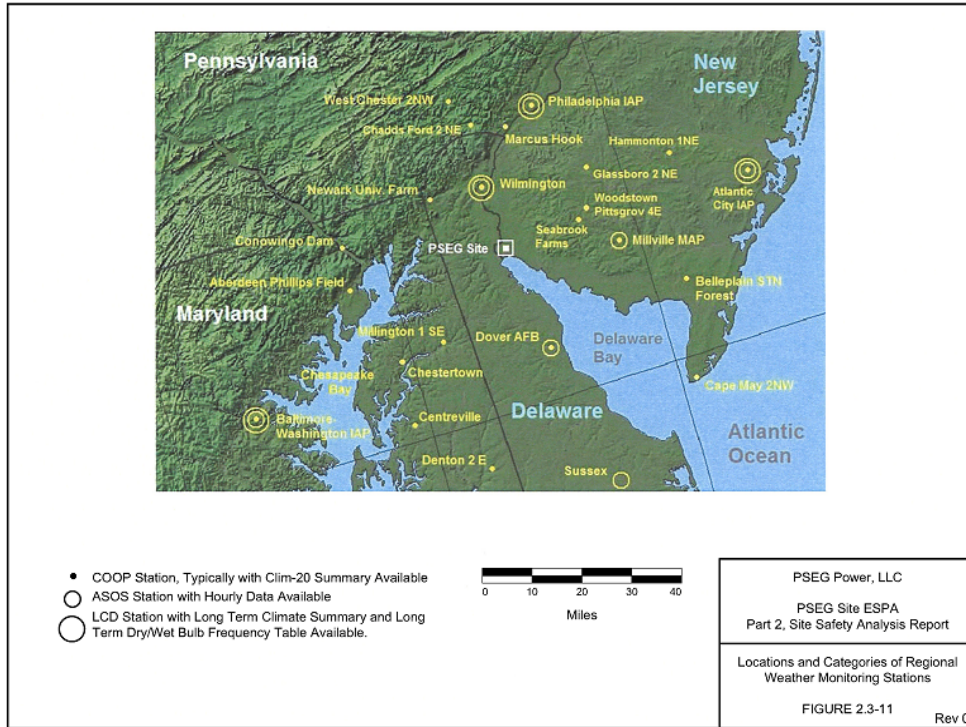 Pennsylvania
New
Jersey
West Chester 2NW
Philadelphia IAP
Chadds Ford 2 NE
Marcus Hook
Hammonton 1NE
Glassboro 2 NE
Newark Univ. Farm
Wilmington
Atlantic
City IAP
Woodstown
Pittsgrov 4E
Seabrook
Farms
Conowingo Dam
PSEG Site
Millville MAP
Aberdeen Phillips Field
Belleplain STN
Forest
Maryland
Millington 1 SE
Dover AFB
Delaware
Bay
Chesapeake
Bay
Chestertown
Cape May 2NW
Delaware
Baltimore-
Washington IAP
Centreville
Atlantic
Ocean
Denton 2 E
Sussex
COOP Station, Typically with Clim-20 Summary Available
ASOS Station with Hourly Data Available
LCD Station with Long Term Climate Summary and Long
Term Dry/Wet Bulb Frequency Table Available.
0 10 20 30 40
Miles
PSEG Power, LLC
PSEG Site ESPA
Part 2, Site Safety Analysis Report
Locations and Categories of Regional
Weather Monitoring Stations
FIGURE 2.3-11
Rev 0